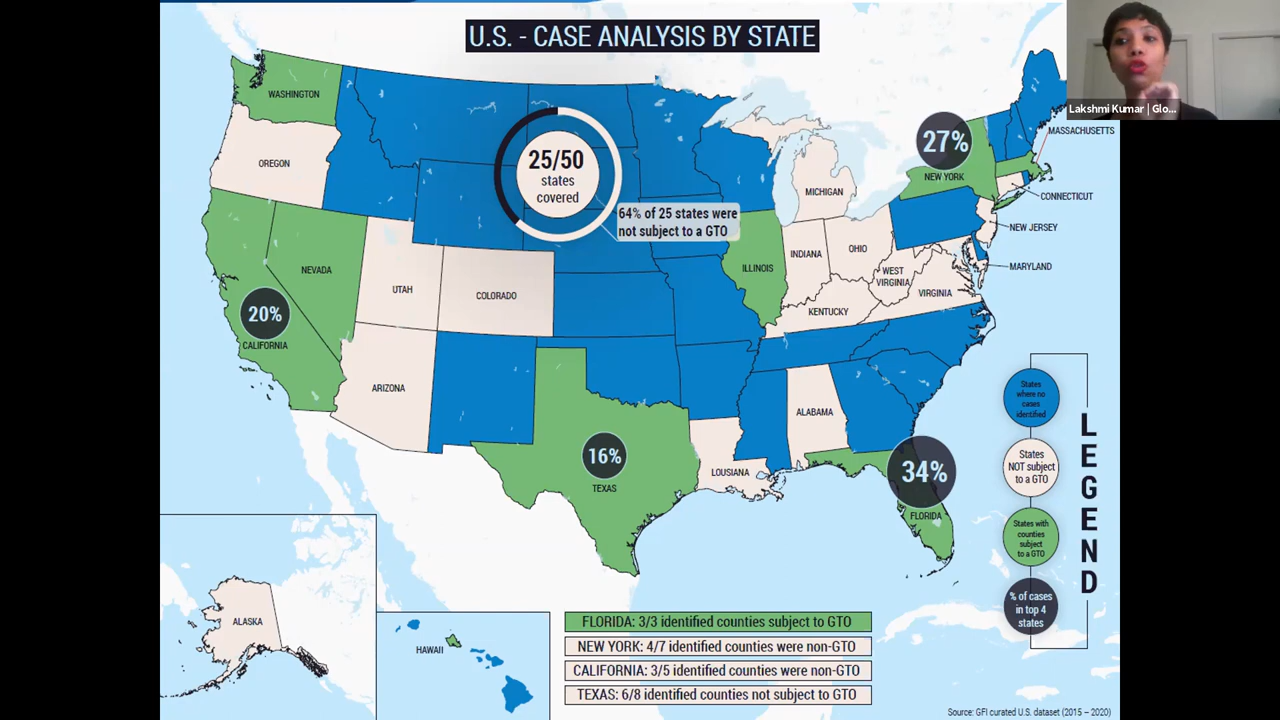 U.S. - CASE ANALYSIS BY STATE
Lakshmi Kumar | Glo...
WASHINGTON
MASSACHUSETTS
27%
25/50
states
covered
OREGON
NEW YORK
MICHIGAN
CONNECTICUT
64% of 25 states were
not subject to a GTO
NEW JERSEY
OHIO
INDIANA
NEVADA
ILLINOIS
MARYLAND
WEST
VIRGINIA
UTAH
COLORADO
VIRGINIA
20%
KENTUCKY
CALIFORNIA
ARIZONA
ALABAMA
16%
TEXAS
LOUSIANA
34%
FLORIDA
LEGEND
States
where no
cases
identified
States
NOT subject
to a GTO
States with
counties
subject
to a GTO
% of cases
in top 4
states
ALASKA
HAWAII
FLORIDA: 3/3 identified counties subject to GTO
NEW YORK: 4/7 identified counties were non-GTO
CALIFORNIA: 3/5 identified counties were non-GTO
TEXAS: 6/8 identified counties not subject to GTO
Source: GFI curated U.S. dataset (2015 – 2020)